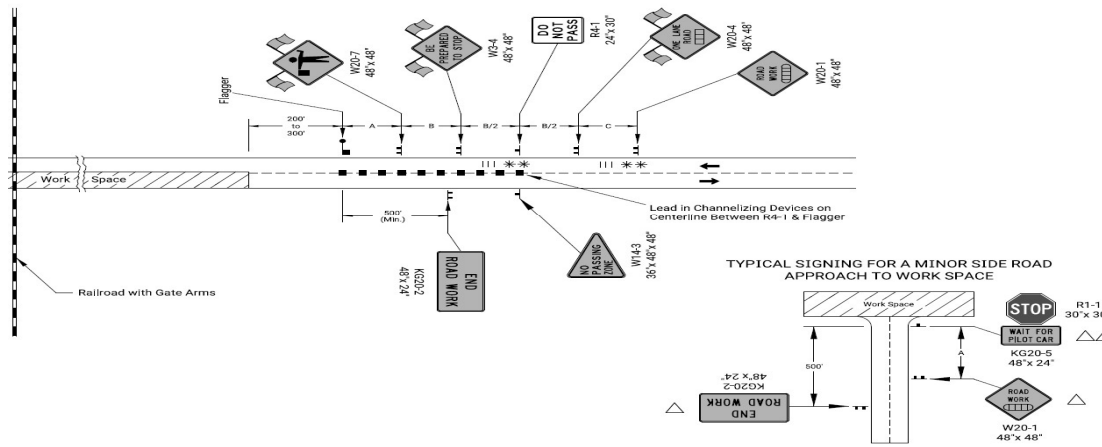 W20-7
48"x 48"
BE
PREPARED
TO STOP
W3-4
48"x 48"
DO
NOT
PASS
R4-1
24"x 30"
ONE LANE
ROAD
W20-4
48"x 48"
ROAD
WORK
W20-1
48"x 48"
Flagger
200'
to
300'
A
B
B/2
B/2
C
Work Space
500'
(Min.)
Lead in Channelizing Devices on
Centerline Between R4-1 & Flagger
END
ROAD WORK
KG20-2
48"x 24"
NO
PASSING
ZONE
W14-3
36"x 48"x 48"
Railroad with Gate Arms
TYPICAL SIGNING FOR A MINOR SIDE ROAD
APPROACH TO WORK SPACE
Work Space
STOP
R1-1
30"x 30
WAIT FOR
PILOT CAR
KG20-5
48"x 24"
500'
A
KG20-2
48"x 24"
END
ROAD WORK
ROAD
WORK
W20-1
48"x 48"